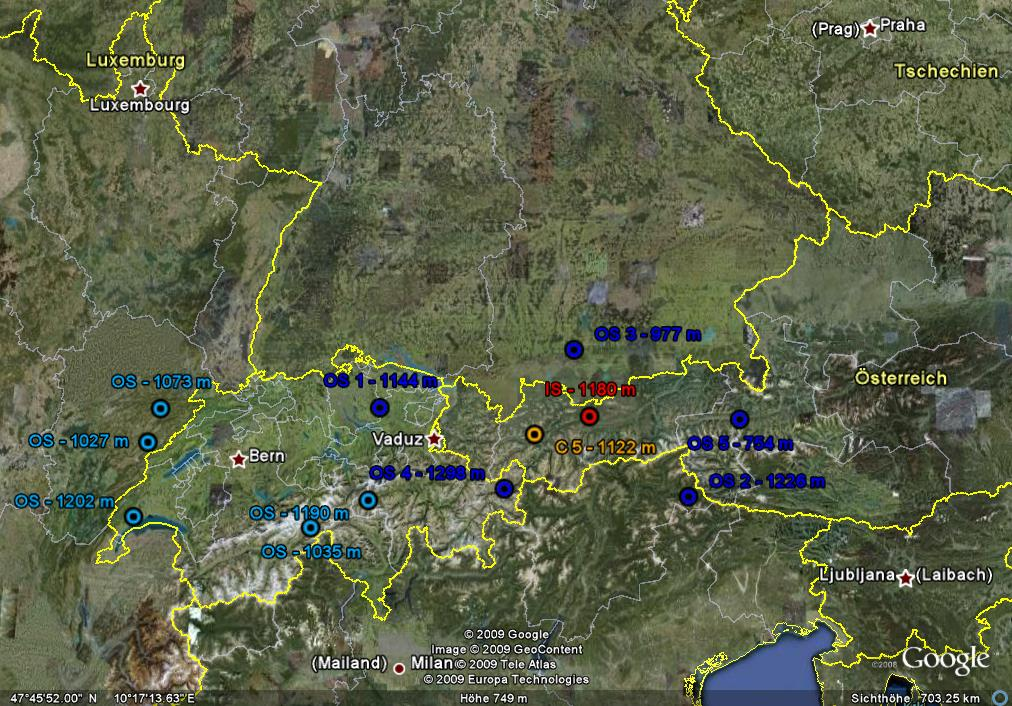 (Prag) Praha
Luxemburg
Tschechien
Luxembourg
OS 3 - 977 m
OS - 1073 m
OS 1 - 1144 m
IS - 1180 m
Österreich
OS - 1027 m
Vaduz
C 5 - 1122 m
OS 5 - 754 m
Bern
OS 4 - 1298 m
OS 2 - 1226 m
OS - 1202 m
OS - 1190 m
OS - 1035 m
Ljubljana (Laibach)
(Mailand) Milan
© 2009 Google
Image © 2009 GeoContent
© 2009 Tele Atlas
© 2009 Europa Technologies
©2008 Google
47°45'52.00" N 10°17'13.63"E Höhe 749 m Sichthöhe 703.25 km